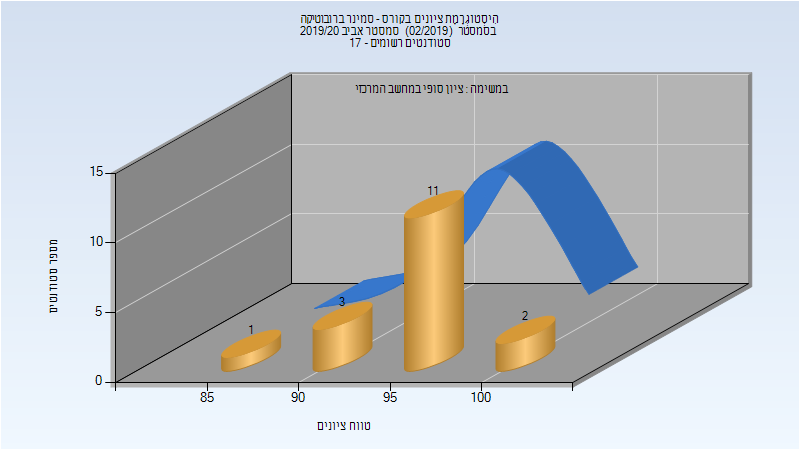 היסטוגרמת ציונים בקורס - סמינר ברובוטיקה
בסמסטר (02/2019) סמסטר אביב 2019/20
סטודנטים רשומים - 17
במשימה : ציון סופי במחשב המרכזי
15
10
5
0
מספר סטודנטים
1
3
11
2
85
90
95
100
טווח ציונים